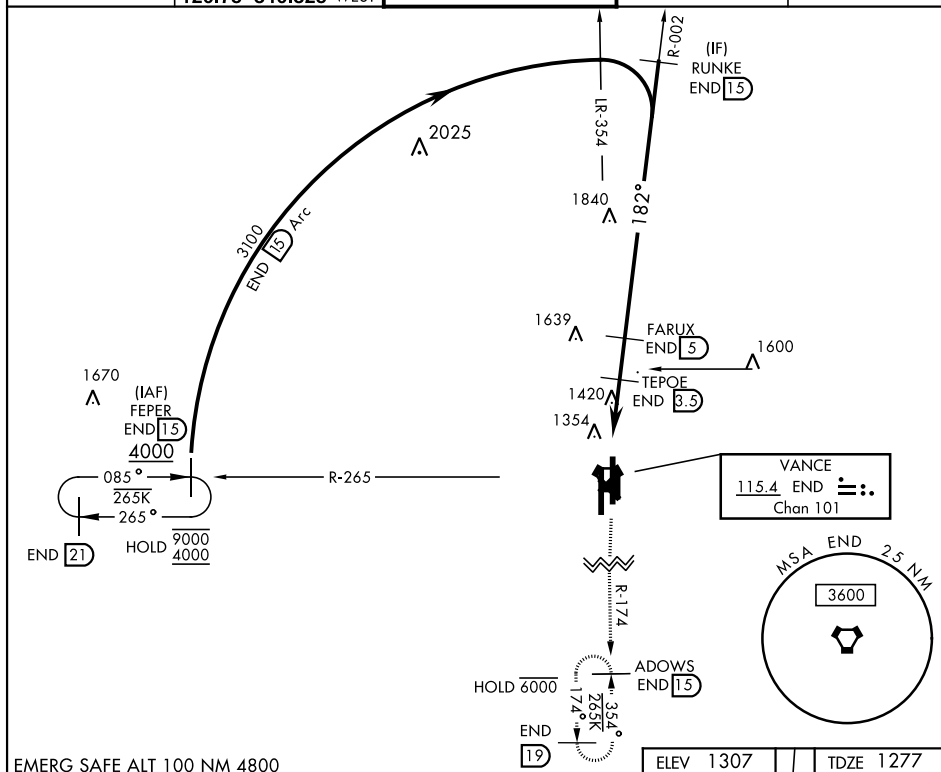 R-002
(IF)
RUNKE
END 15
LR-354
2025
1840
182°
3100
END 15 Arc
1639
FARUX
END 5
1600
1670
(IAF)
FEPER
END 15
4000
1420
TEPOE
END 3.5
1354
085°
265K
265°
R-265
VANCE
115.4 END
Chan 101
END 21
HOLD 9000
4000
MSA END 25 NM
3600
R-174
HOLD 6000
ADOWS
END 15
174°
265K
354°
END
19
EMERG SAFE ALT 100 NM 4800
ELEV 1307
TDZE 1277